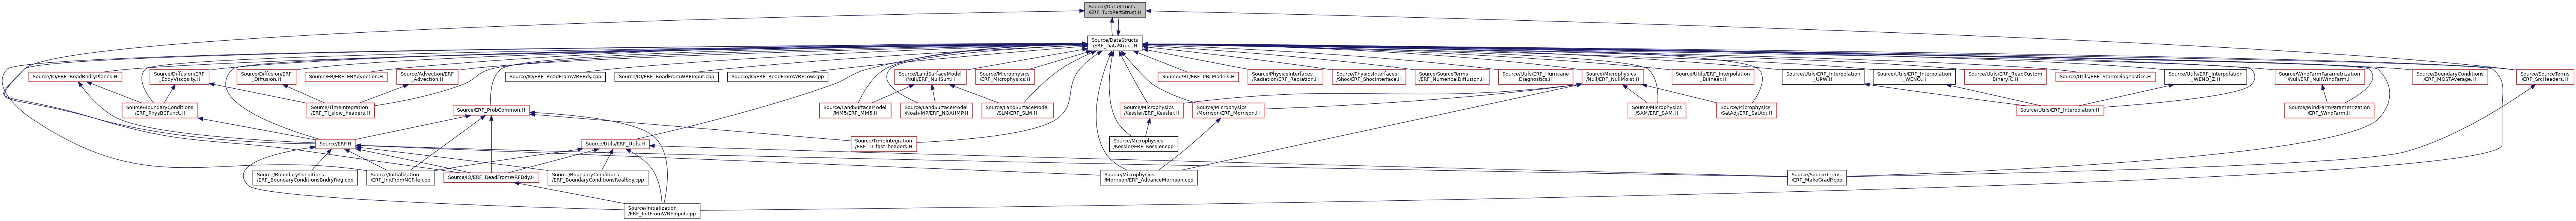 Source/DataStructs
/ERF_TurbPertStruct.H
Source/DataStructs
/ERF_DataStruct.H
Source/IO/ERF_ReadBndryPlanes.H
Source/Diffusion/ERF
_EddyViscosity.H
Source/Diffusion/ERF
_Diffusion.H
Source/EB/ERF_EBAdvection.H
Source/Advection/ERF
_Advection.H
Source/IO/ERF_ReadFromWRFBdy.cpp
Source/IO/ERF_ReadFromWRFInput.cpp
Source/IO/ERF_ReadFromWRFLow.cpp
Source/LandSurfaceModel
/Null/ERF_NullSurf.H
Source/Microphysics
/ERF_Microphysics.H
Source/PBL/ERF_PBLModels.H
Source/PhysicsInterfaces
/Radiation/ERF_Radiation.H
Source/PhysicsInterfaces
/Shoc/ERF_ShocInterface.H
Source/SourceTerms
/ERF_NumericalDiffusion.H
Source/Utils/ERF_Hurricane
Diagnostics.H
Source/Microphysics
/Null/ERF_NullMoist.H
Source/Utils/ERF_Interpolation
_Bilinear.H
Source/Utils/ERF_Interpolation
_UPW.H
Source/Utils/ERF_Interpolation
_WENO.H
Source/Utils/ERF_ReadCustom
BinaryIC.H
Source/Utils/ERF_StormDiagnostics.H
Source/Utils/ERF_Interpolation
_WENO_Z.H
Source/WindFarmParametrization
/Null/ERF_NullWindFarm.H
Source/BoundaryConditions
/ERF_MOSTAverage.H
Source/SourceTerms
/ERF_SrcHeaders.H
Source/BoundaryConditions
/ERF_PhysBCFunct.H
Source/TimeIntegration
/ERF_TI_slow_headers.H
Source/ERF_ProbCommon.H
Source/LandSurfaceModel
/MM5/ERF_MM5.H
Source/LandSurfaceModel
/Noah-MP/ERF_NOAHMP.H
Source/LandSurfaceModel
/SLM/ERF_SLM.H
Source/Microphysics
/Kessler/ERF_Kessler.H
Source/Microphysics
/Morrison/ERF_Morrison.H
Source/Microphysics
/SAM/ERF_SAM.H
Source/Microphysics
/SatAdj/ERF_SatAdj.H
Source/Utils/ERF_Interpolation.H
Source/WindFarmParametrization
/ERF_WindFarm.H
Source/ERF.H
Source/Utils/ERF_Utils.H
Source/TimeIntegration
/ERF_TI_fast_headers.H
Source/Microphysics
/Kessler/ERF_Kessler.cpp
Source/BoundaryConditions
/ERF_BoundaryConditionsBndryReg.cpp
Source/Initialization
/ERF_InitFromNCFile.cpp
Source/IO/ERF_ReadFromWRFBdy.H
Source/BoundaryConditions
/ERF_BoundaryConditionsRealbdy.cpp
Source/Microphysics
/Morrison/ERF_AdvanceMorrison.cpp
Source/SourceTerms
/ERF_MakeGradP.cpp
Source/Initialization
/ERF_InitFromWRFInput.cpp